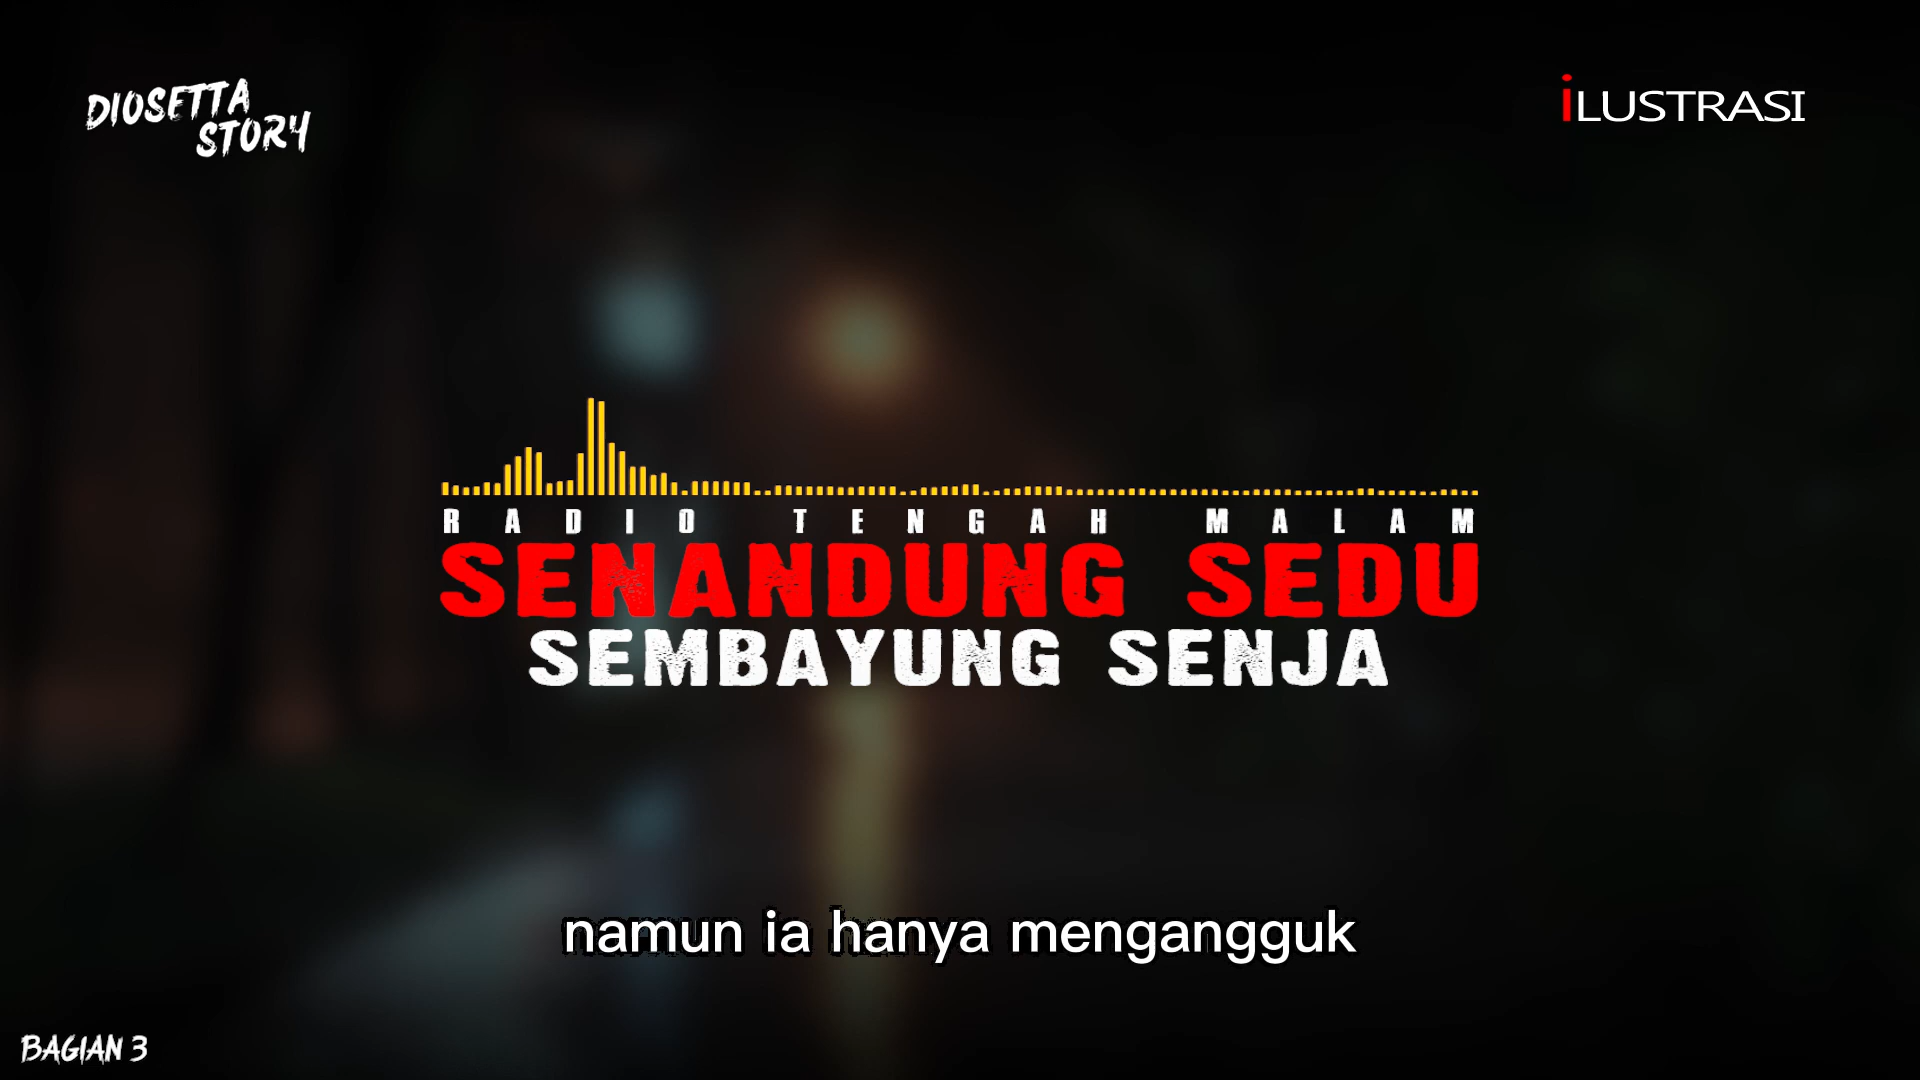 DIOSETTA
STORY
iLUSTRASI
RADIO TENGAH MALAM
SENANDUNG SEDU
SEMBAYUNG SENJA
namun ia hanya mengangguk
BAGIAN 3